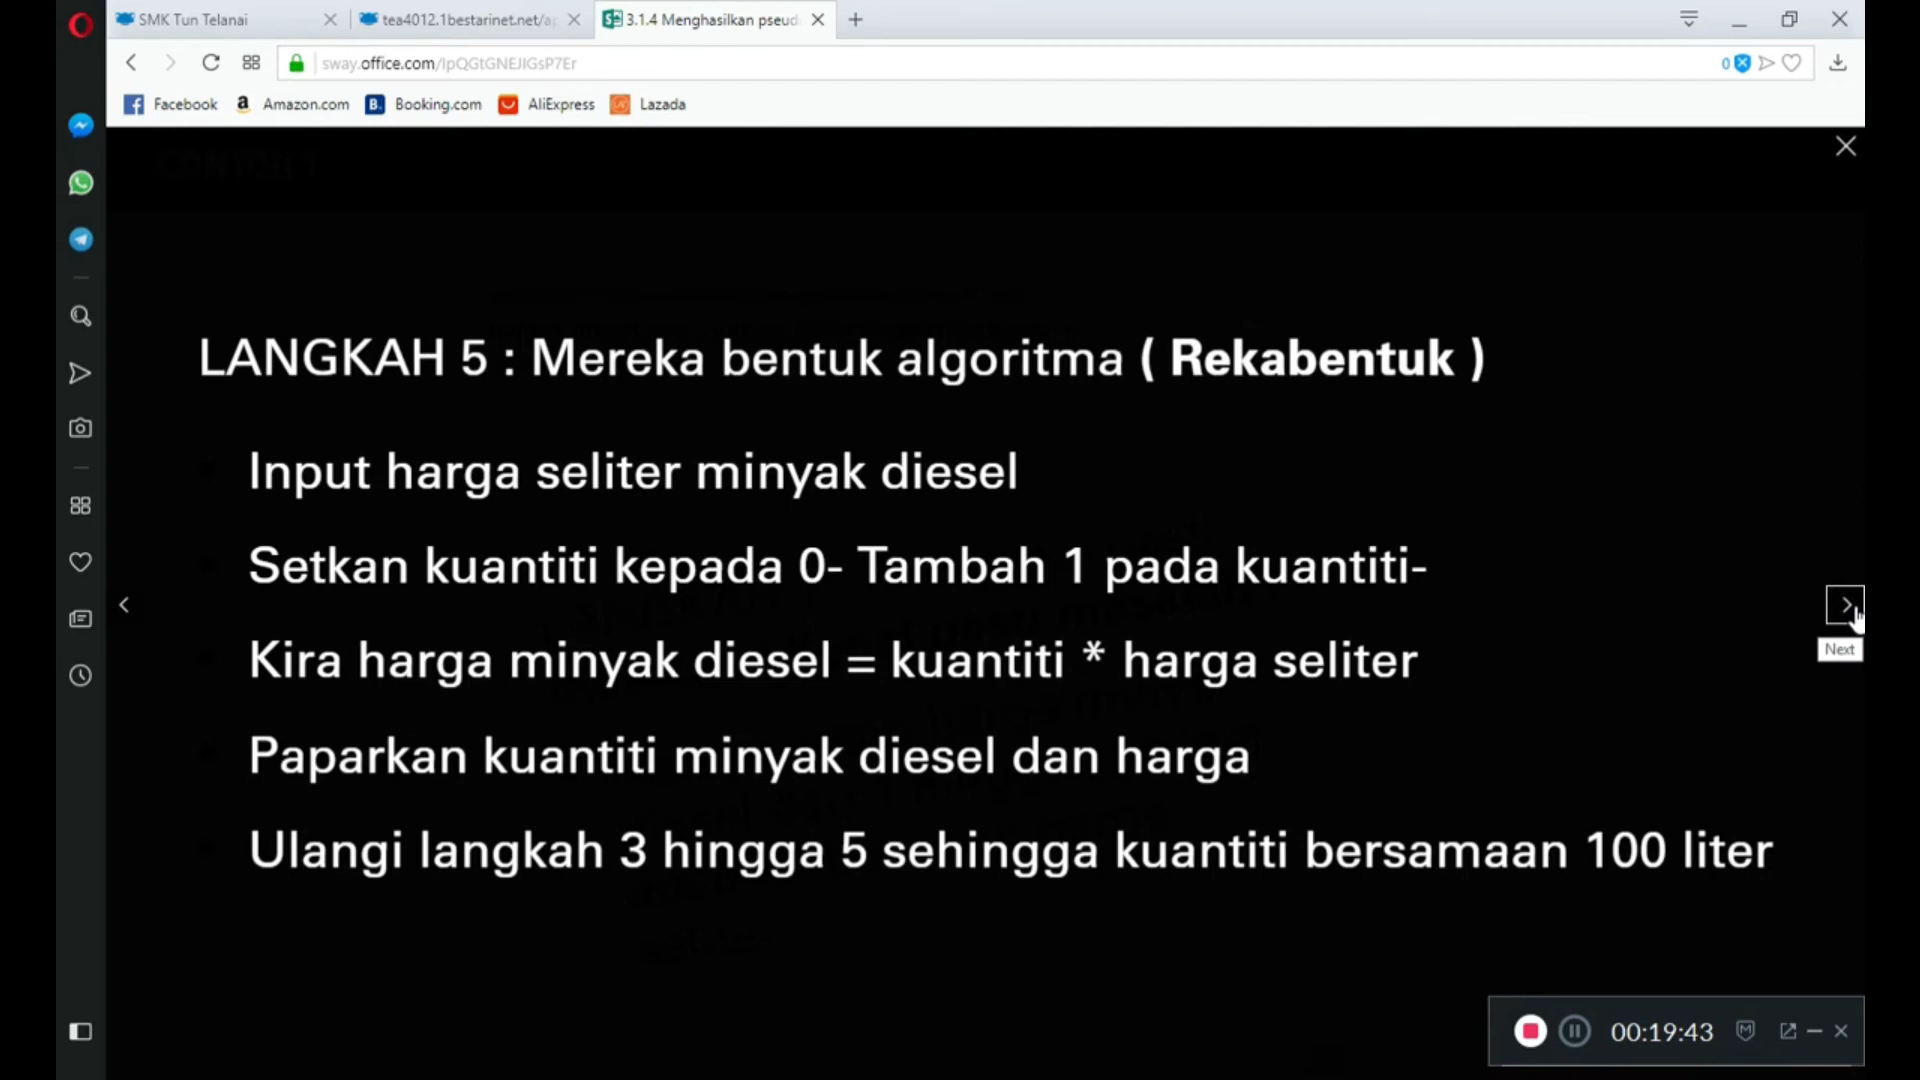 SMK Tun Telanai
tea4012.1bestarinet.net/a
3.1.4 Menghasilkan pseud
sway.office.com/IpQGtGNEJIGsP7Er
0
Facebook
Amazon.com
Booking.com
AliExpress
Lazada
LANGKAH 5 : Mereka bentuk algoritma ( Rekabentuk )
Input harga seliter minyak diesel
Setkan kuantiti kepada 0- Tambah 1 pada kuantiti-
Kira harga minyak diesel = kuantiti * harga seliter
Next
Paparkan kuantiti minyak diesel dan harga
Ulangi langkah 3 hingga 5 sehingga kuantiti bersamaan 100 liter
00:19:43